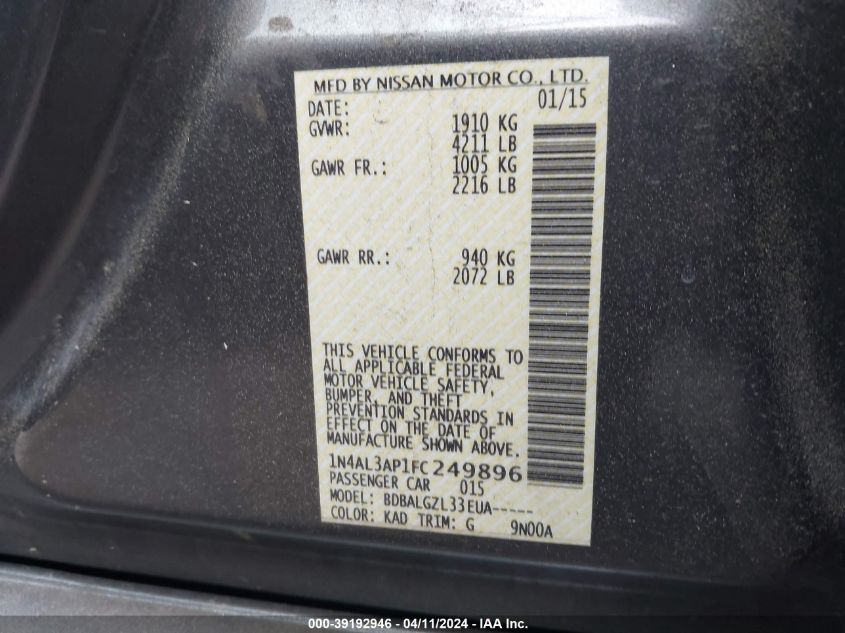 MFD BY NISSAN MOTOR CO., LTD.
DATE: 01/15
GVWR: 1910 KG
4211 LB
GAWR FR.: 1005 KG
2216 LB
GAWR RR.: 940 KG
2072 LB
THIS VEHICLE CONFORMS TO
ALL APPLICABLE FEDERAL
MOTOR VEHICLE SAFETY,
BUMPER, AND THEFT
PREVENTION STANDARDS IN
EFFECT ON THE DATE OF
MANUFACTURE SHOWN ABOVE.
1N4AL3AP1FC249896
PASSENGER CAR 015
MODEL: BDBALGZL33EUA-----
COLOR: KAD TRIM: G 9N00A
000-39192946 - 04/11/2024 - IAA Inc.